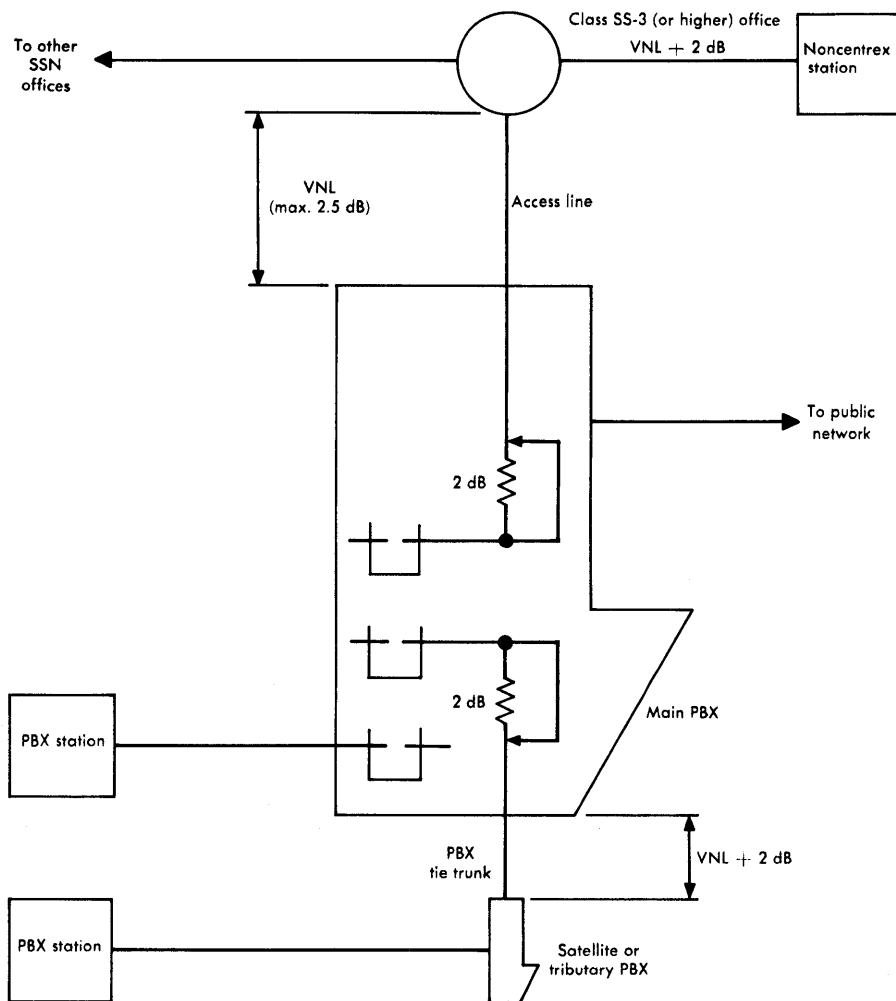 Class SS-3 (or higher) office
VNL + 2 dB
To other
SSN
offices
Noncentrex
station
VNL
(max. 2.5 dB)
Access line
To public
network
2 dB
2 dB
Main PBX
PBX station
PBX
tie trunk
VNL + 2 dB
PBX station
Satellite or
tributary PBX